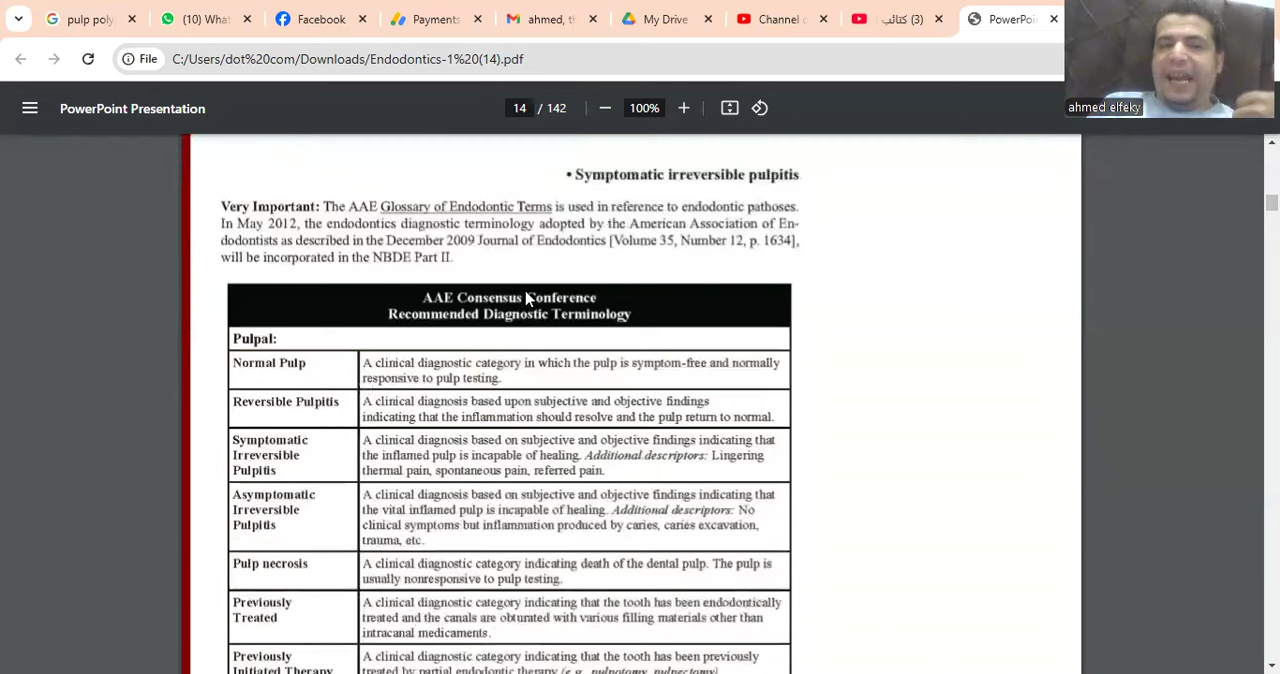 pulp poly
(10) What
Facebook
Payments
ahmed, th
My Drive
Channel c
(3) كتائب
PowerPoi
File
C:/Users/dot%20com/Downloads/Endodontics-1%20(14).pdf
PowerPoint Presentation
14 / 142
100%
ahmed elfeky
• Symptomatic irreversible pulpitis
Very Important: The AAE Glossary of Endodontic Terms is used in reference to endodontic pathoses.
In May 2012, the endodontics diagnostic terminology adopted by the American Association of En-
dodontists as described in the December 2009 Journal of Endodontics [Volume 35, Number 12, p. 1634],
will be incorporated in the NBDE Part II.
AAE Consensus Conference
Recommended Diagnostic Terminology
Pulpal:
Normal Pulp
A clinical diagnostic category in which the pulp is symptom-free and normally
responsive to pulp testing.
Reversible Pulpitis
A clinical diagnosis based upon subjective and objective findings
indicating that the inflammation should resolve and the pulp return to normal.
Symptomatic
Irreversible
Pulpitis
A clinical diagnosis based on subjective and objective findings indicating that
the inflamed pulp is incapable of healing. Additional descriptors: Lingering
thermal pain, spontaneous pain, referred pain.
Asymptomatic
Irreversible
Pulpitis
A clinical diagnosis based on subjective and objective findings indicating that
the vital inflamed pulp is incapable of healing. Additional descriptors: No
clinical symptoms but inflammation produced by caries, caries excavation,
trauma, etc.
Pulp necrosis
A clinical diagnostic category indicating death of the dental pulp. The pulp is
usually nonresponsive to pulp testing.
Previously
Treated
A clinical diagnostic category indicating that the tooth has been endodontically
treated and the canals are obturated with various filling materials other than
intracanal medicaments.
Previously
Initiated Therapy
A clinical diagnostic category indicating that the tooth has been previously
treated by partial endodontic therapy (e.g., pulpotomy, pulpectomy)